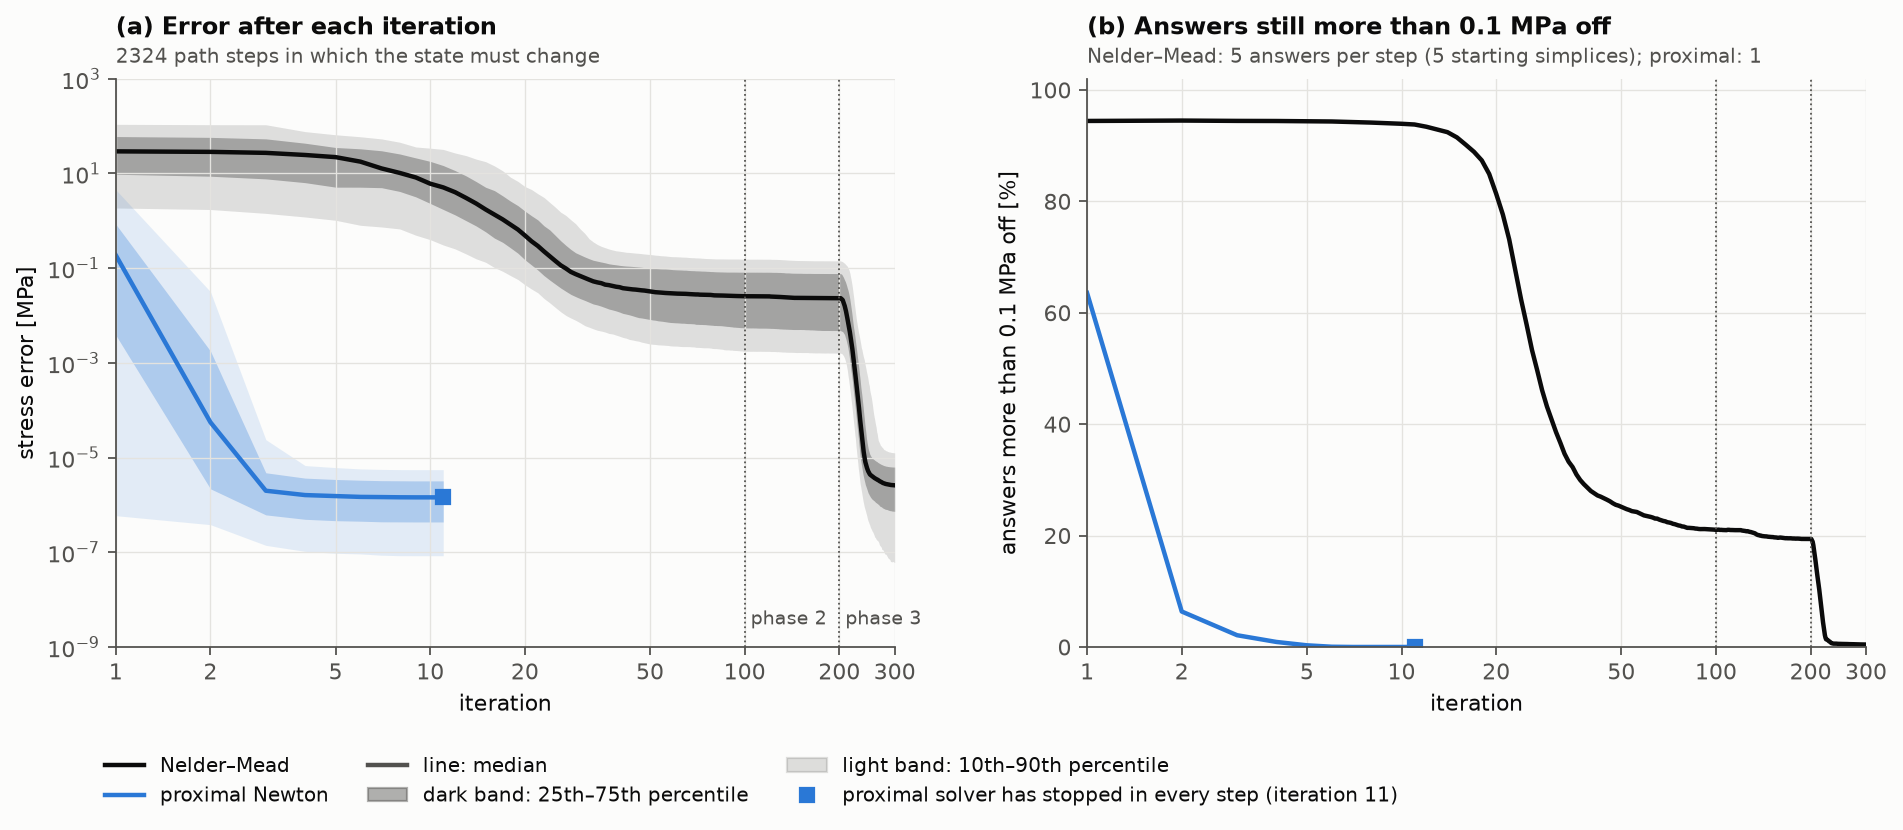 (a) Error after each iteration
2324 path steps in which the state must change
10^3
10^1
10^−1
10^−3
10^−5
10^−7
10^−9
stress error [MPa]
phase 2
phase 3
1 2 5 10 20 50 100 200 300
iteration
(b) Answers still more than 0.1 MPa off
Nelder–Mead: 5 answers per step (5 starting simplices); proximal: 1
100
80
60
40
20
0
answers more than 0.1 MPa off [%]
1 2 5 10 20 50 100 200 300
iteration
Nelder–Mead
proximal Newton
line: median
dark band: 25th–75th percentile
light band: 10th–90th percentile
proximal solver has stopped in every step (iteration 11)